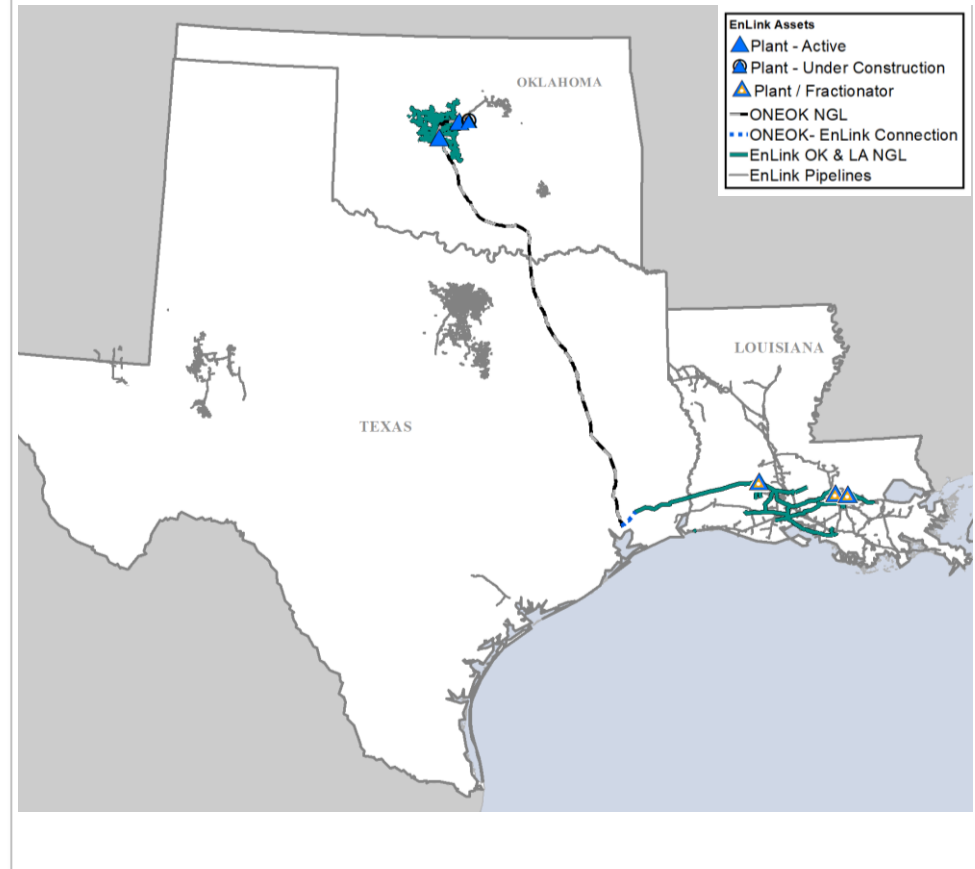 EnLink Assets
Plant - Active
Plant - Under Construction
Plant / Fractionator
ONEOK NGL
ONEOK- EnLink Connection
EnLink OK & LA NGL
EnLink Pipelines
OKLAHOMA
LOUISIANA
TEXAS